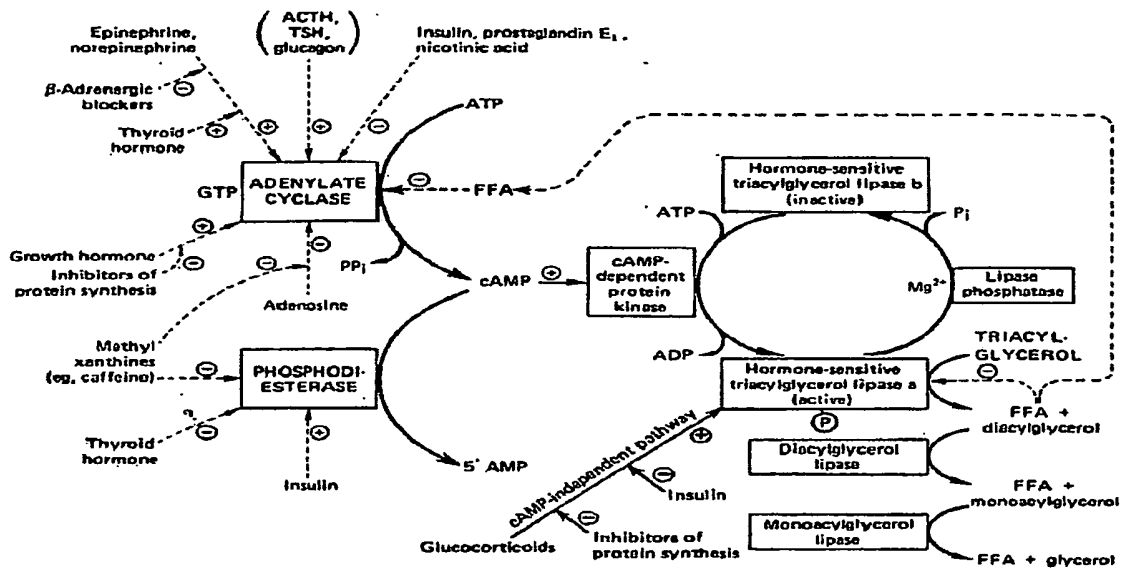 Epinephrine,
norepinephrine
(ACTH,
TSH,
glucagon)
Insulin, prostaglandin E₁,
nicotinic acid
β-Adrenergic
blockers
⊖
Thyroid
hormone
⊕
⊕
⊕
⊖
ATP
GTP
ADENYLATE
CYCLASE
⊖
FFA
Growth hormone
⊕
Inhibitors of
protein synthesis
⊖
⊖
⊖
Adenosine
PPi
cAMP
⊕
cAMP-
dependent
protein
kinase
Hormone-sensitive
triacylglycerol lipase b
(inactive)
ATP
Pi
Mg²⁺
Lipase
phosphatase
ADP
Methyl
xanthines
(eg, caffeine)
⊖
PHOSPHODI-
ESTERASE
?
⊖
Thyroid
hormone
⊕
Insulin
5' AMP
Hormone-sensitive
triacylglycerol lipase a
(active)
P
TRIACYL-
GLYCEROL
⊖
FFA +
diacylglycerol
Diacylglycerol
lipase
FFA +
monoacylglycerol
Monoacylglycerol
lipase
FFA + glycerol
cAMP-independent pathway
⊕
⊖
Insulin
⊖
Inhibitors of
protein synthesis
Glucocorticoids